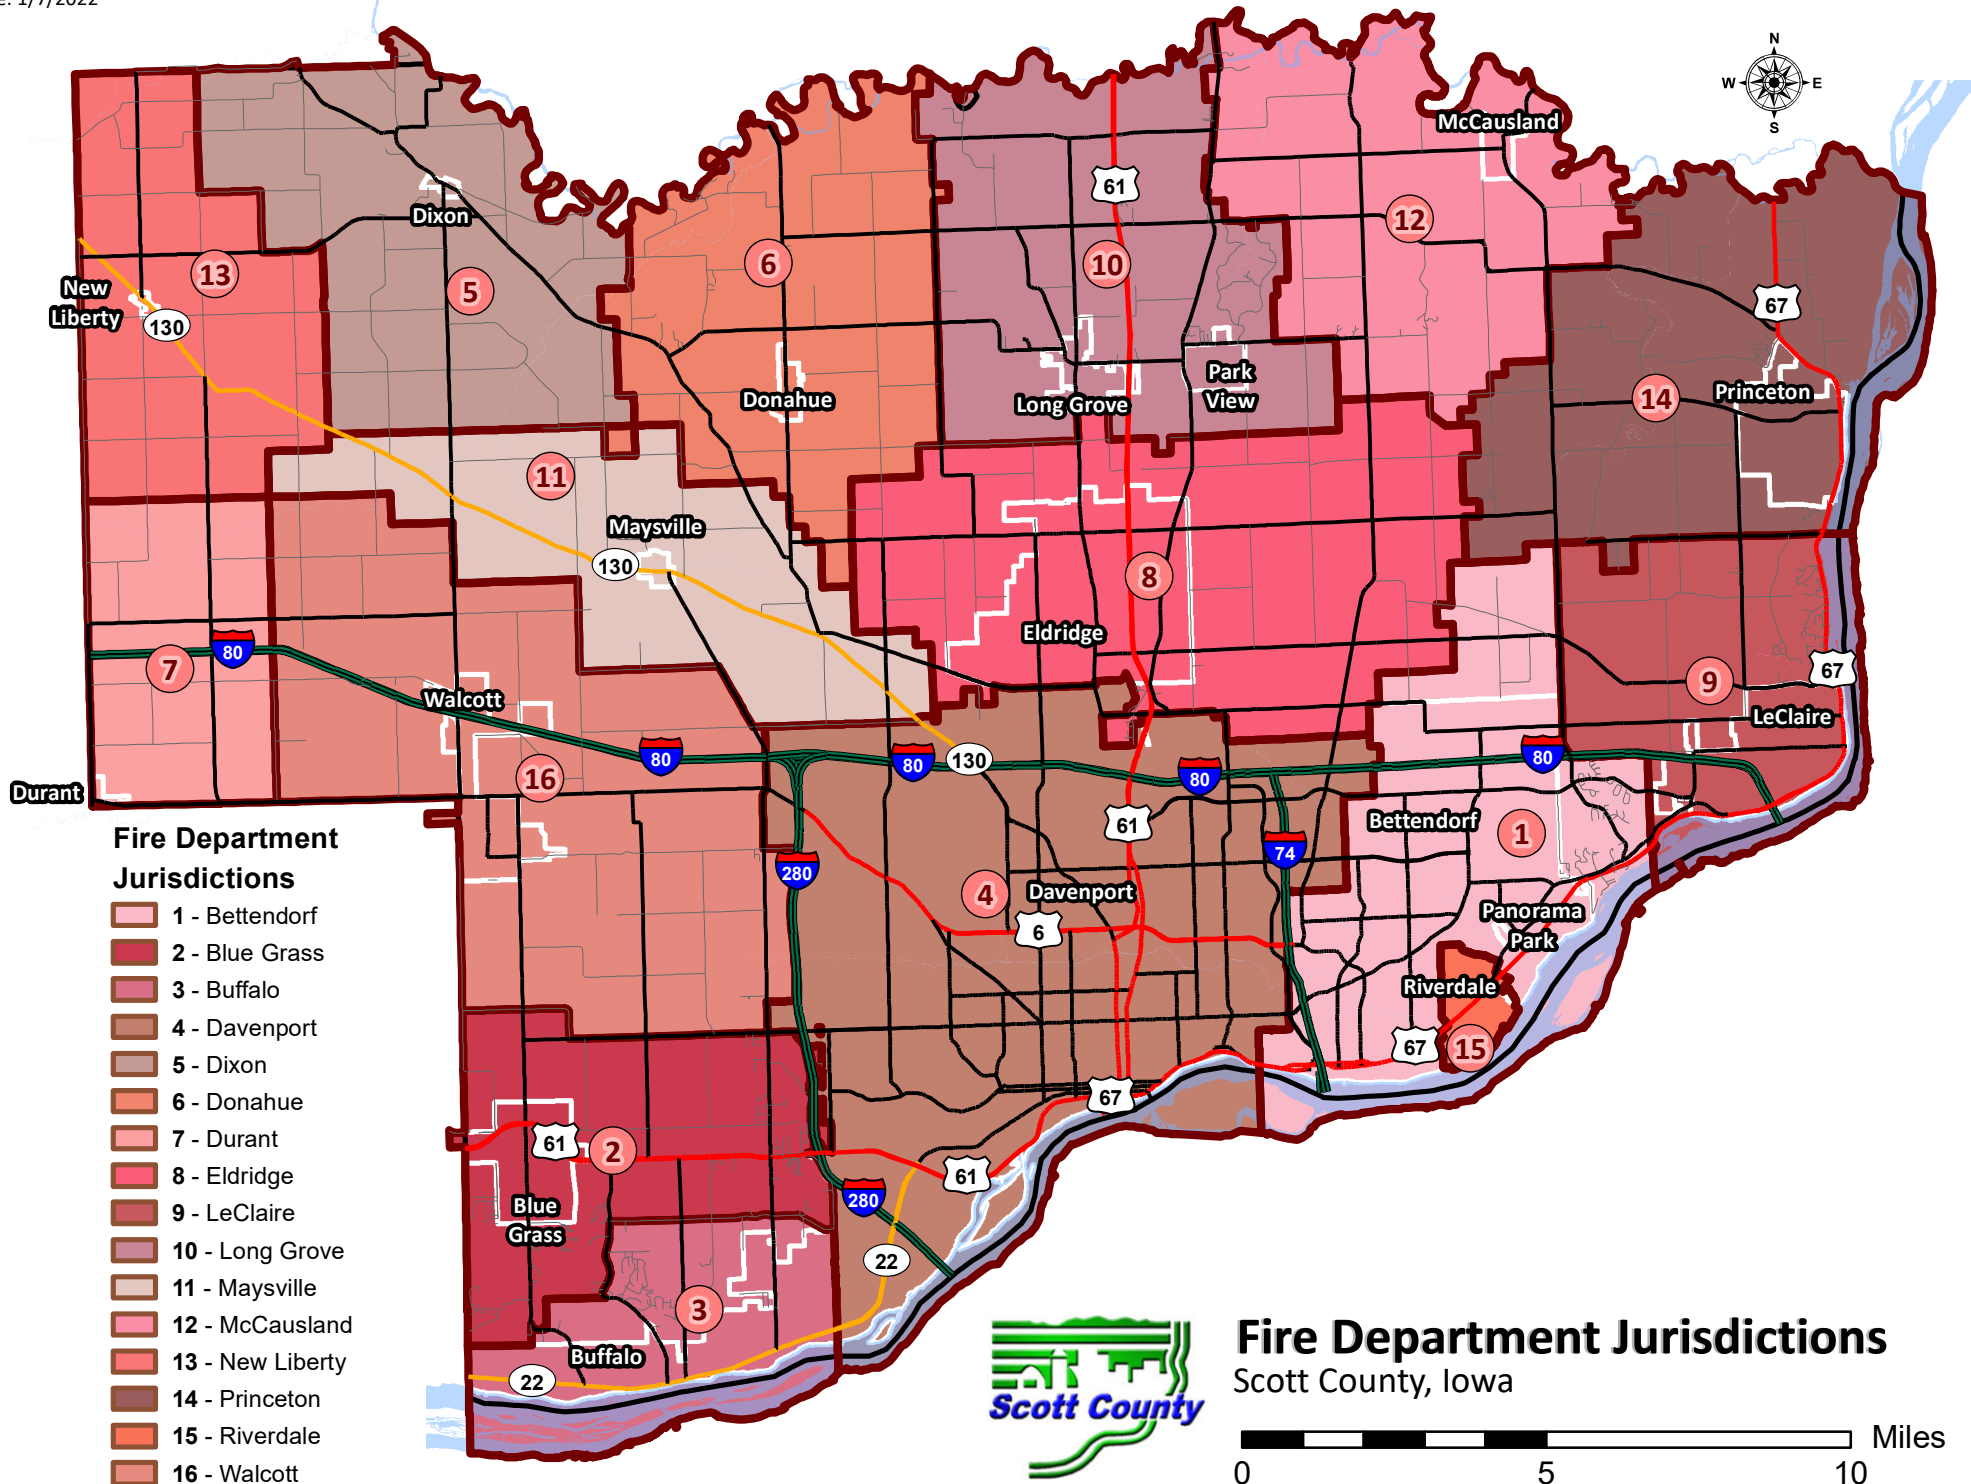 1/7/2022
N
W E
S
McCausland
61
Dixon
12
6
10
13
5
New
Liberty
130
67
Park
View
Donahue
Long Grove
14
Princeton
11
Maysville
130
8
Eldridge
7
80
67
9
Walcott
LeClaire
80
80
130
80
80
16
Durant
61
Bettendorf
1
74
280
4
Davenport
6
Panorama
Park
Riverdale
67
15
67
61
2
61
280
Blue
Grass
22
3
Buffalo
22
Fire Department
Jurisdictions
1 - Bettendorf
2 - Blue Grass
3 - Buffalo
4 - Davenport
5 - Dixon
6 - Donahue
7 - Durant
8 - Eldridge
9 - LeClaire
10 - Long Grove
11 - Maysville
12 - McCausland
13 - New Liberty
14 - Princeton
15 - Riverdale
16 - Walcott
Scott County
Fire Department Jurisdictions
Scott County, Iowa
Miles
0 5 10